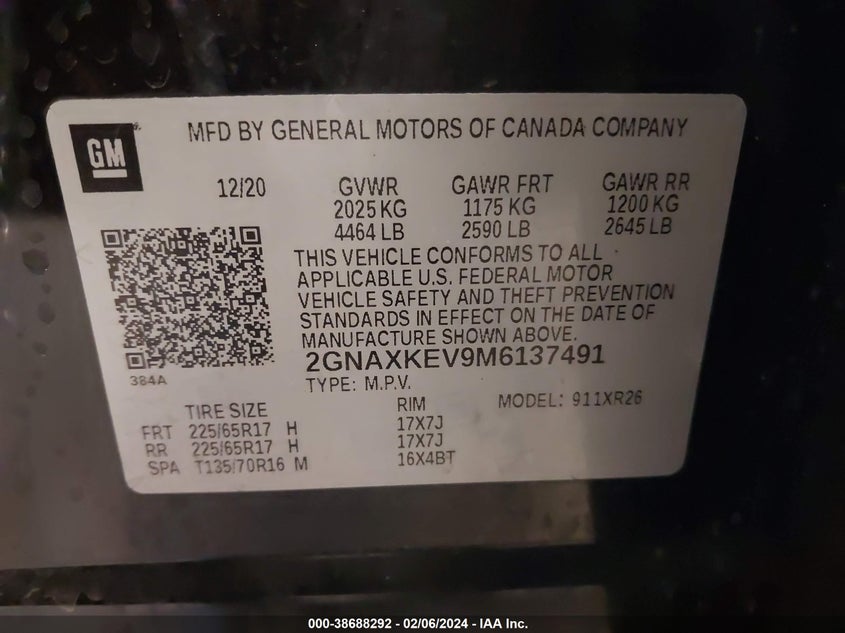 GM
MFD BY GENERAL MOTORS OF CANADA COMPANY
12/20 GVWR GAWR FRT GAWR RR
2025 KG 1175 KG 1200 KG
4464 LB 2590 LB 2645 LB
THIS VEHICLE CONFORMS TO ALL
APPLICABLE U.S. FEDERAL MOTOR
VEHICLE SAFETY AND THEFT PREVENTION
STANDARDS IN EFFECT ON THE DATE OF
MANUFACTURE SHOWN ABOVE.
2GNAXKEV9M6137491
384A
TYPE: M.P.V.
MODEL: 911XR26
TIRE SIZE RIM
FRT 225/65R17 H 17X7J
RR 225/65R17 H 17X7J
SPA T135/70R16 M 16X4BT
000-38688292 - 02/06/2024 - IAA Inc.